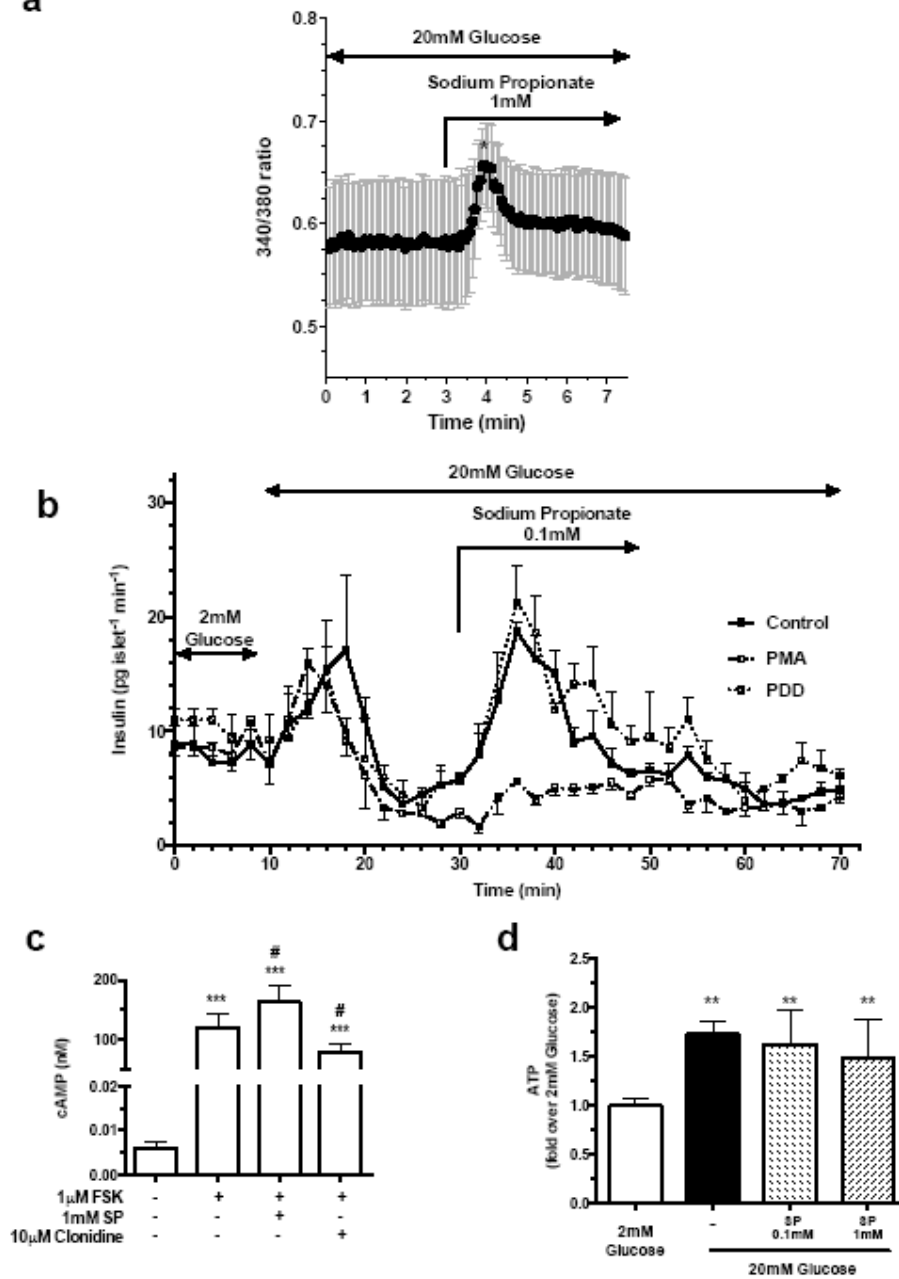 a
0.8
20mM Glucose
Sodium Propionate
1mM
0.7
*
0.6
0.5
340/380 ratio
0 1 2 3 4 5 6 7
Time (min)
b
20mM Glucose
30
Sodium Propionate
0.1mM
2mM
Glucose
20
10
0
Insulin (pg islet⁻¹ min⁻¹)
Control
PMA
PDD
0 10 20 30 40 50 60 70
Time (min)
c
200
100
0.02
0.01
0.00
cAMP (nM)
***
#
***
#
***
1µM FSK - + + +
1mM SP - - + -
10µM Clonidine - - - +
d
2.5
2.0
1.5
1.0
0.5
0.0
ATP
(fold over 2mM Glucose)
** ** **
2mM
Glucose
-
SP
0.1mM
SP
1mM
20mM Glucose